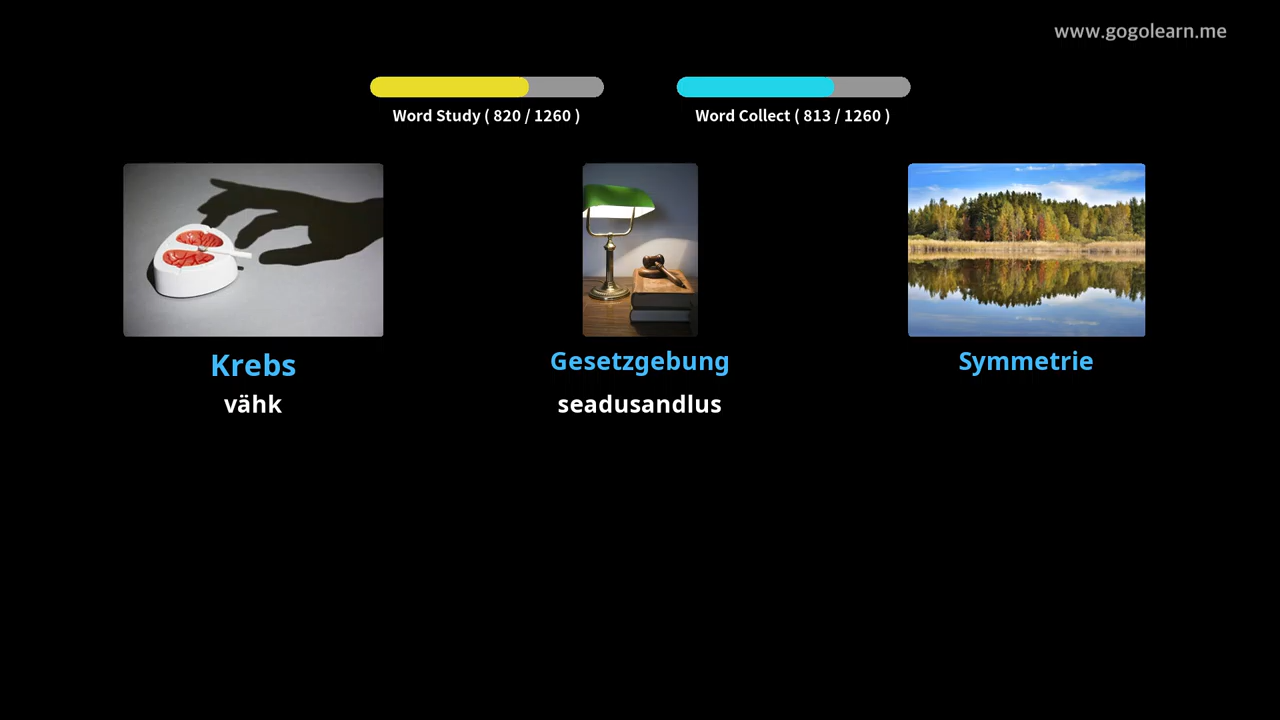 www.gogolearn.me
Word Study ( 820 / 1260 )
Word Collect ( 813 / 1260 )
Krebs
vähk
Gesetzgebung
seadusandlus
Symmetrie